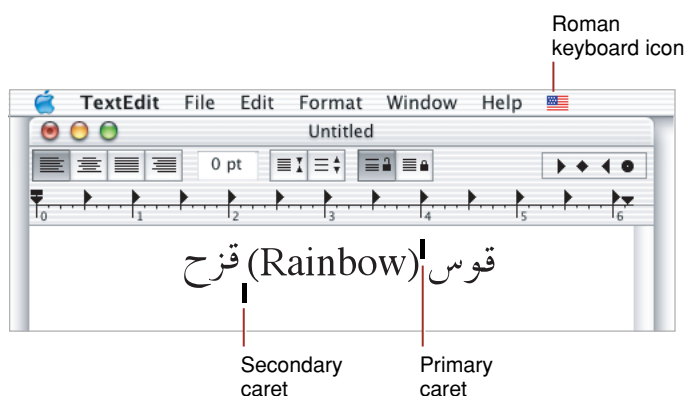 Roman
keyboard icon
TextEdit File Edit Format Window Help
Untitled
0 pt
0 1 2 3 4 5 6
قوس (Rainbow) قزح
Secondary
caret
Primary
caret